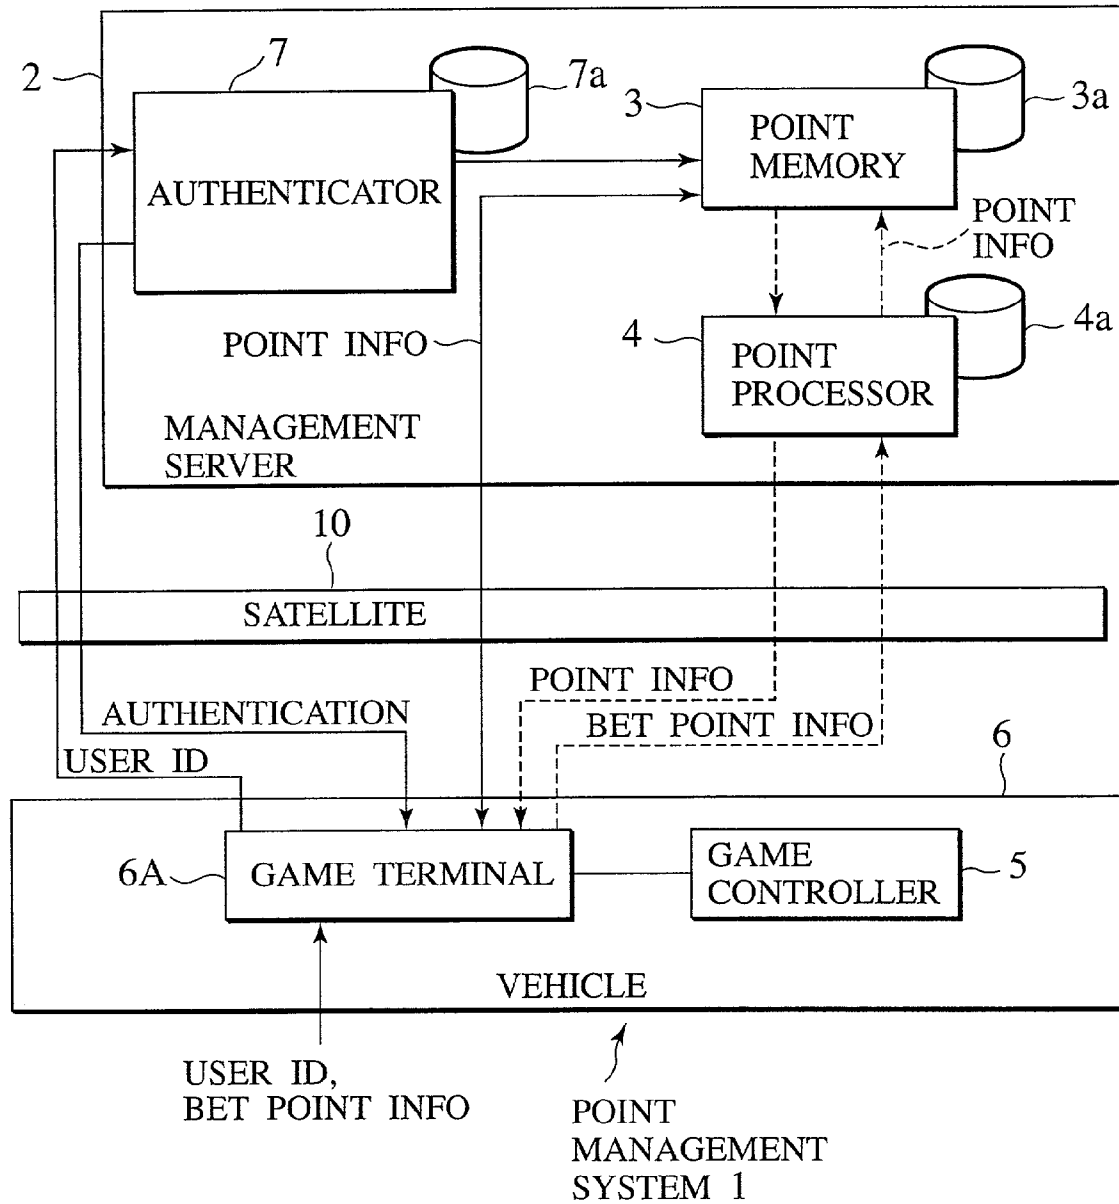 2
7
7a
3
3a
AUTHENTICATOR
POINT
MEMORY
POINT
INFO
POINT INFO
4
4a
POINT
PROCESSOR
MANAGEMENT
SERVER
10
SATELLITE
POINT INFO
BET POINT INFO
AUTHENTICATION
USER ID
6
6A
GAME TERMINAL
GAME
CONTROLLER
5
VEHICLE
USER ID,
BET POINT INFO
POINT
MANAGEMENT
SYSTEM 1